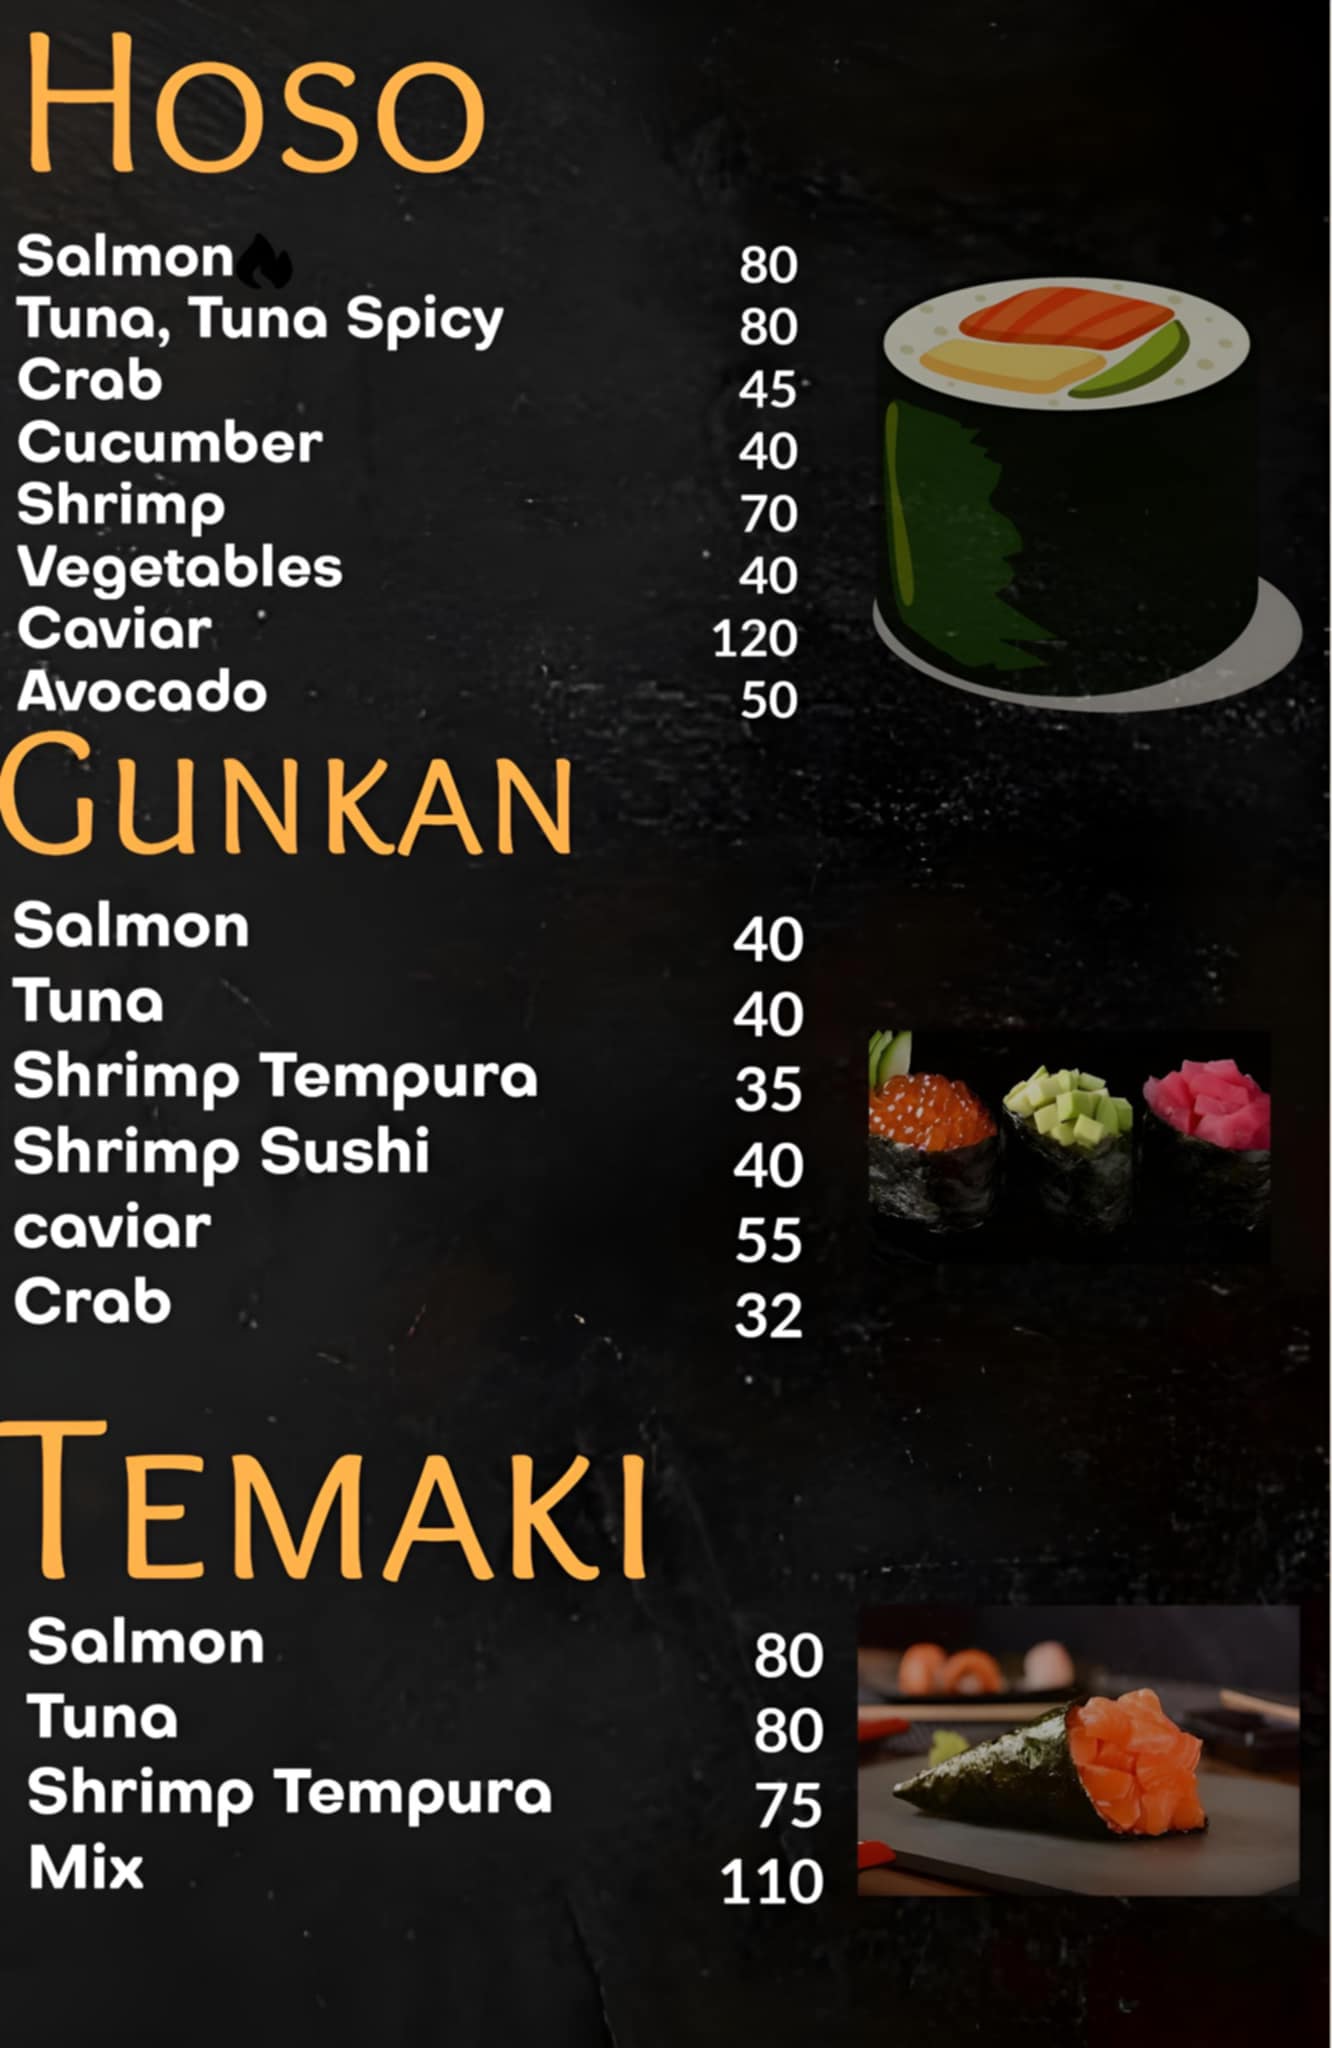 Hoso
Salmon 80
Tuna, Tuna Spicy 80
Crab 45
Cucumber 40
Shrimp 70
Vegetables 40
Caviar 120
Avocado 50
Gunkan
Salmon 40
Tuna 40
Shrimp Tempura 35
Shrimp Sushi 40
caviar 55
Crab 32
Temaki
Salmon 80
Tuna 80
Shrimp Tempura 75
Mix 110